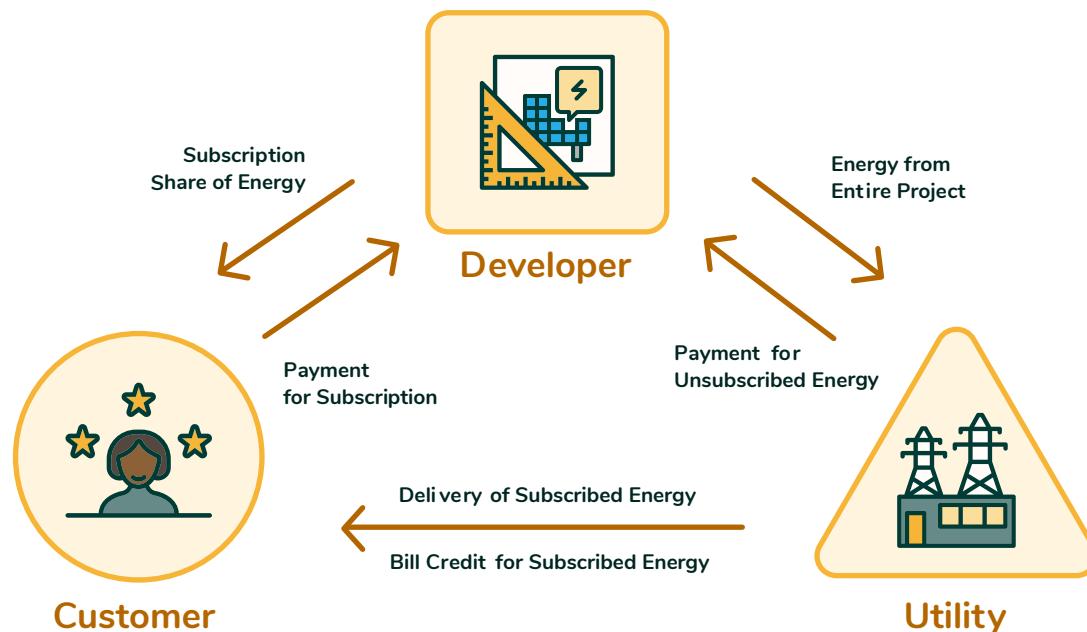 Subscription
Share of Energy
Energy from
Entire Project
Developer
Payment
for Subscription
Payment for
Unsubscribed Energy
Delivery of Subscribed Energy
Bill Credit for Subscribed Energy
Customer
Utility